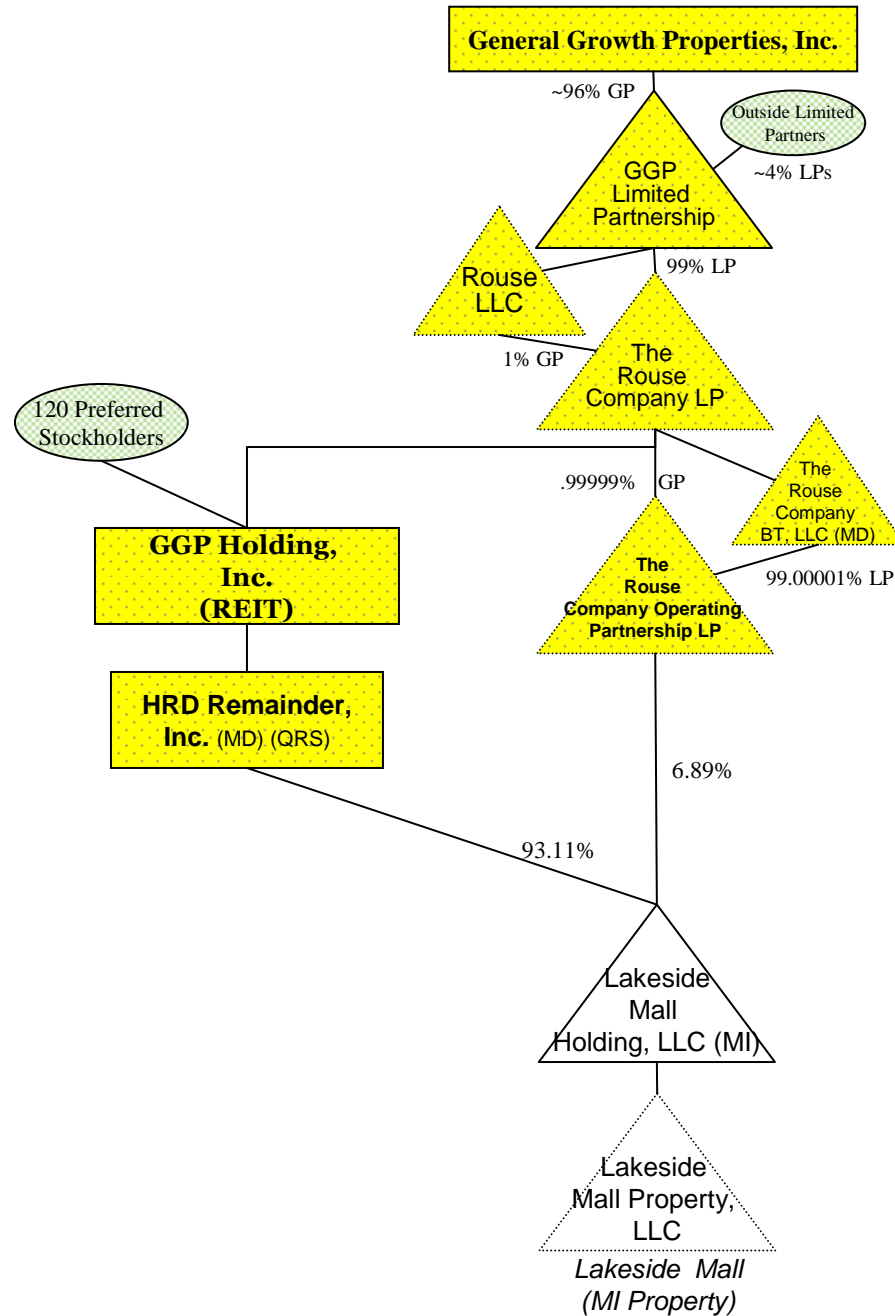 General Growth Properties, Inc.
~96% GP
Outside Limited
Partners
~4% LPs
GGP
Limited
Partnership
99% LP
Rouse
LLC
1% GP
The
Rouse
Company LP
120 Preferred
Stockholders
.99999% GP
The
Rouse
Company
BT, LLC (MD)
99.00001% LP
GGP Holding,
Inc.
(REIT)
The
Rouse
Company Operating
Partnership LP
HRD Remainder,
Inc. (MD) (QRS)
6.89%
93.11%
Lakeside
Mall
Holding, LLC (MI)
Lakeside
Mall Property,
LLC
Lakeside Mall
(MI Property)